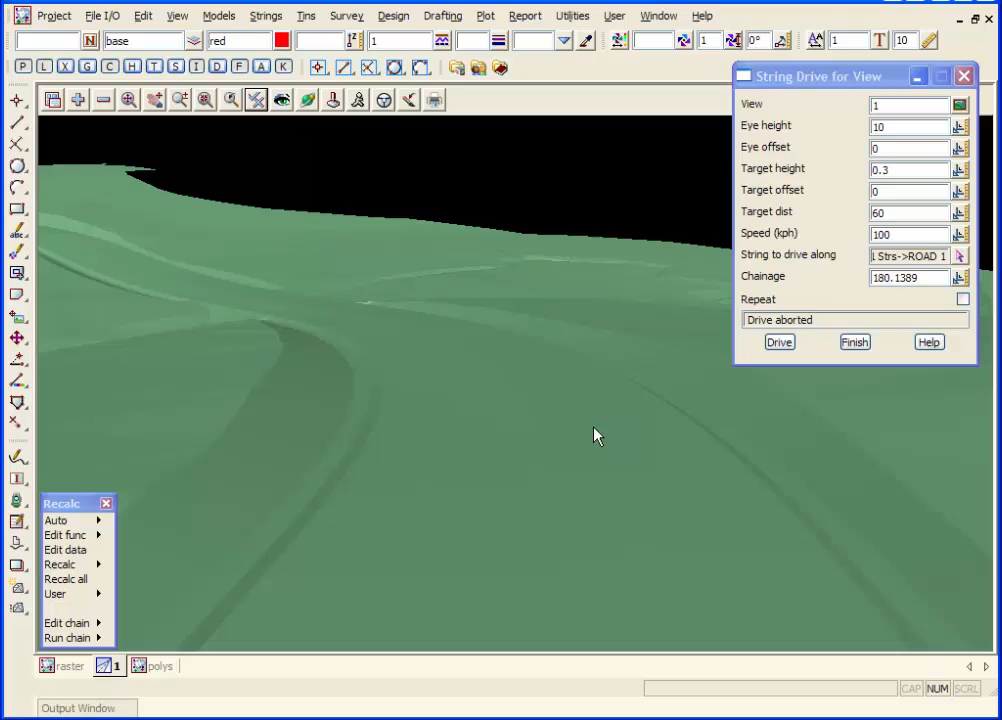 Project File I/O Edit View Models Strings Tins Survey Design Drafting Plot Report Utilities User Window Help
N base red 1 1 0° 1 T 10
P L X G C H T S I D F A K
String Drive for View
View 1
Eye height 10
Eye offset 0
Target height 0.3
Target offset 0
Target dist 60
Speed (kph) 100
String to drive along l Strs->ROAD 1
Chainage 180.1389
Repeat
Drive aborted
Drive Finish Help
abc
Recalc
Auto
Edit func
Edit data
Recalc
Recalc all
User
Edit chain
Run chain
raster 1 polys
CAP NUM SCRL
Output Window